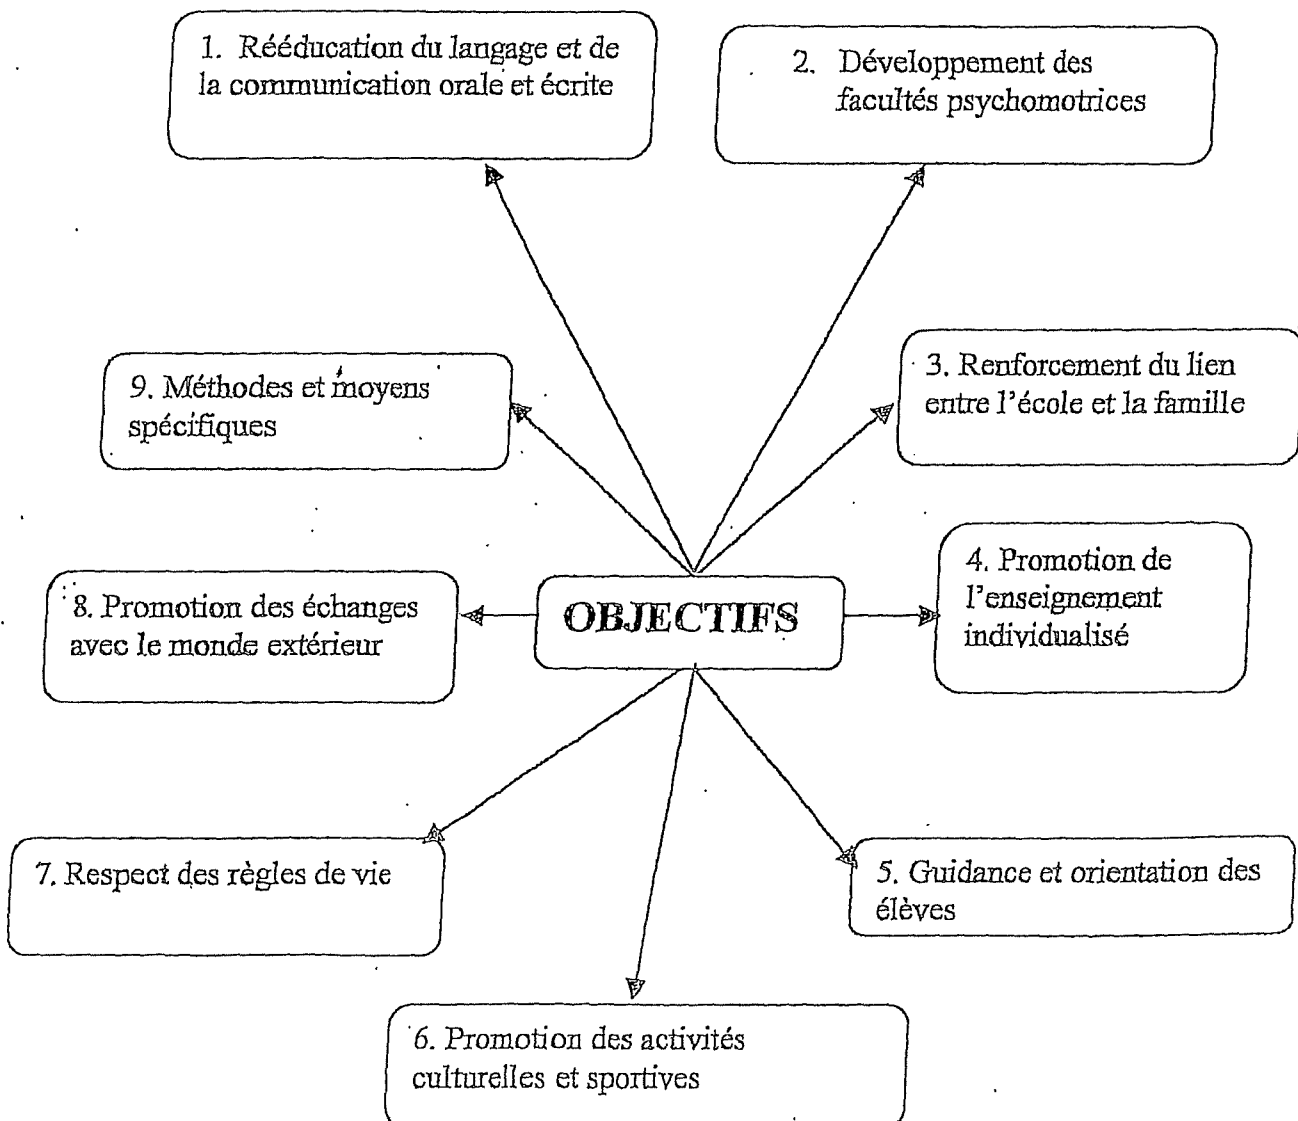 1. Rééducation du langage et de
la communication orale et écrite
2. Développement des
facultés psychomotrices
3. Renforcement du lien
entre l'école et la famille
4. Promotion de
l'enseignement
individualisé
5. Guidance et orientation des
élèves
6. Promotion des activités
culturelles et sportives
7. Respect des règles de vie
8. Promotion des échanges
avec le monde extérieur
9. Méthodes et moyens
spécifiques
OBJECTIFS